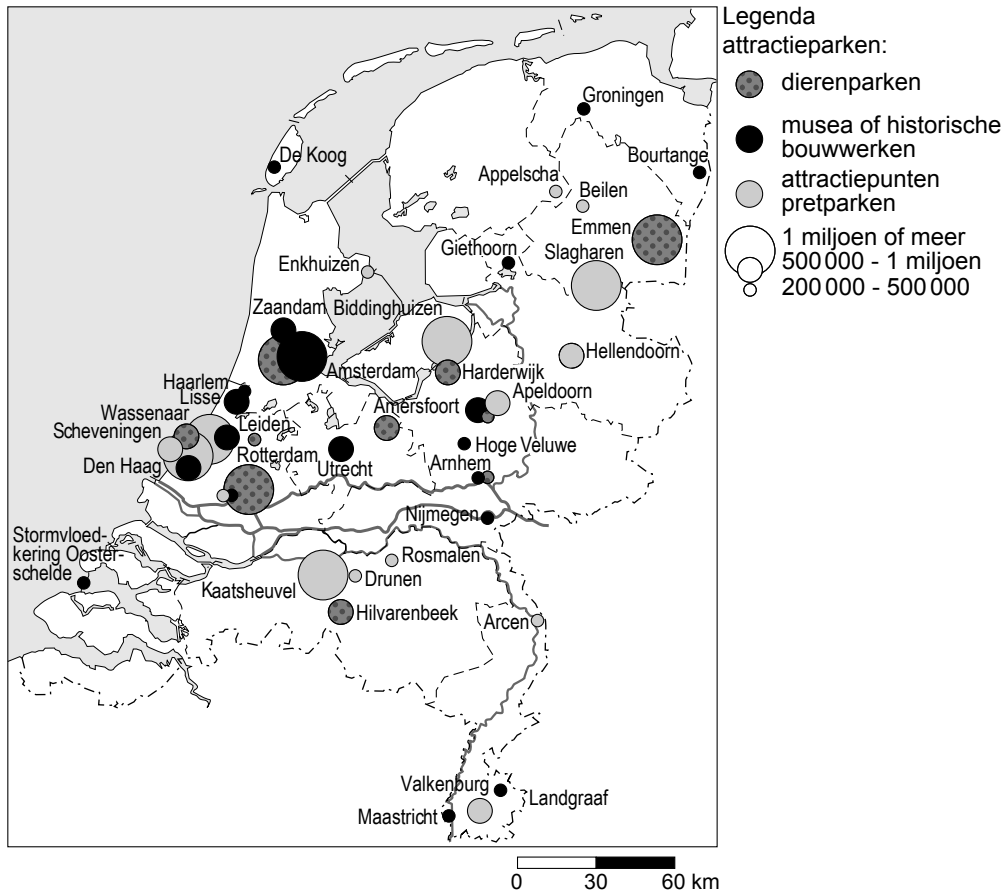 Legenda
attractieparken:
dierenparken
musea of historische
bouwwerken
attractiepunten
pretparken
1 miljoen of meer
500 000 - 1 miljoen
200 000 - 500 000
Groningen
De Koog
Bourtange
Appelscha
Beilen
Emmen
Giethoorn
Slagharen
Enkhuizen
Zaandam
Biddinghuizen
Hellendoorn
Amsterdam
Harderwijk
Haarlem
Lisse
Apeldoorn
Wassenaar
Amersfoort
Scheveningen
Leiden
Hoge Veluwe
Den Haag
Rotterdam
Utrecht
Arnhem
Nijmegen
Stormvloed-
kering Ooster-
schelde
Rosmalen
Drunen
Kaatsheuvel
Hilvarenbeek
Arcen
Valkenburg
Landgraaf
Maastricht
0 30 60 km